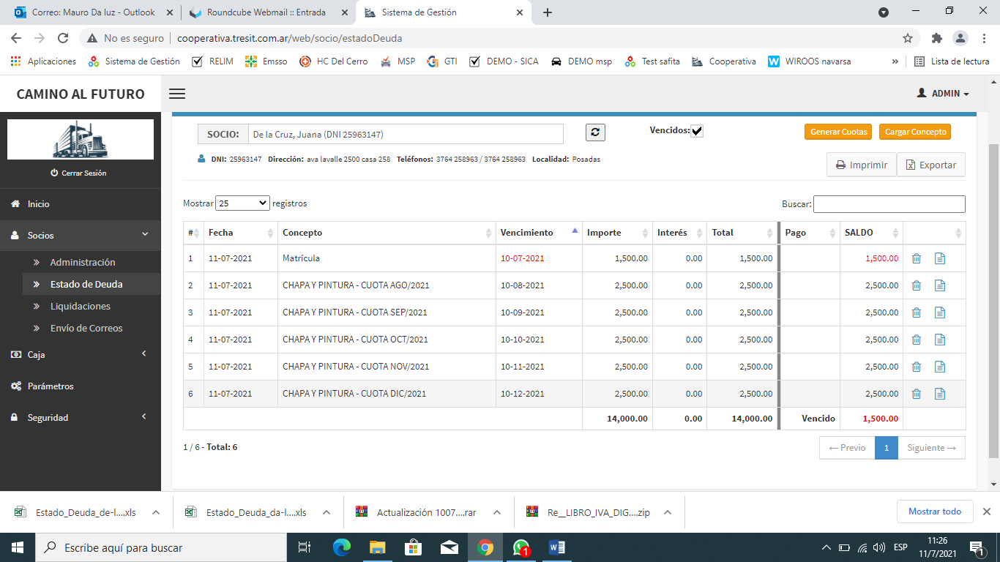 Correo: Mauro Da luz - Outlook
Roundcube Webmail :: Entrada
Sistema de Gestión
No es seguro
cooperativa.tresit.com.ar/web/socio/estadoDeuda
Aplicaciones Sistema de Gestión RELIM Emsso HC Del Cerro MSP GTI DEMO - SICA DEMO msp Test safita Cooperativa WIROOS navarsa » Lista de lectura
CAMINO AL FUTURO
ADMIN
Cerrar Sesión
Inicio
Socios
Administración
Estado de Deuda
Liquidaciones
Envío de Correos
Caja
Parámetros
Seguridad
SOCIO: De la Cruz, Juana (DNI 25963147) Vencidos: Generar Cuotas Cargar Concepto
DNI: 25963147 Dirección: ava lavalle 2500 casa 258 Teléfonos: 3764 258963 / 3764 258963 Localidad: Posadas
Imprimir Exportar
Mostrar 25 registros Buscar:
# Fecha Concepto Vencimiento Importe Interés Total Pago SALDO
1 11-07-2021 Matrícula 10-07-2021 1,500.00 0.00 1,500.00 1,500.00
2 11-07-2021 CHAPA Y PINTURA - CUOTA AGO/2021 10-08-2021 2,500.00 0.00 2,500.00 2,500.00
3 11-07-2021 CHAPA Y PINTURA - CUOTA SEP/2021 10-09-2021 2,500.00 0.00 2,500.00 2,500.00
4 11-07-2021 CHAPA Y PINTURA - CUOTA OCT/2021 10-10-2021 2,500.00 0.00 2,500.00 2,500.00
5 11-07-2021 CHAPA Y PINTURA - CUOTA NOV/2021 10-11-2021 2,500.00 0.00 2,500.00 2,500.00
6 11-07-2021 CHAPA Y PINTURA - CUOTA DIC/2021 10-12-2021 2,500.00 0.00 2,500.00 2,500.00
14,000.00 0.00 14,000.00 Vencido 1,500.00
1 / 6 - Total: 6
← Previo 1 Siguiente →
Estado_Deuda_de-l....xls Estado_Deuda_da-l....xls Actualización 1007....rar Re__LIBRO_IVA_DIG....zip Mostrar todo
Escribe aquí para buscar
1
ESP
11:26
11/7/2021
1